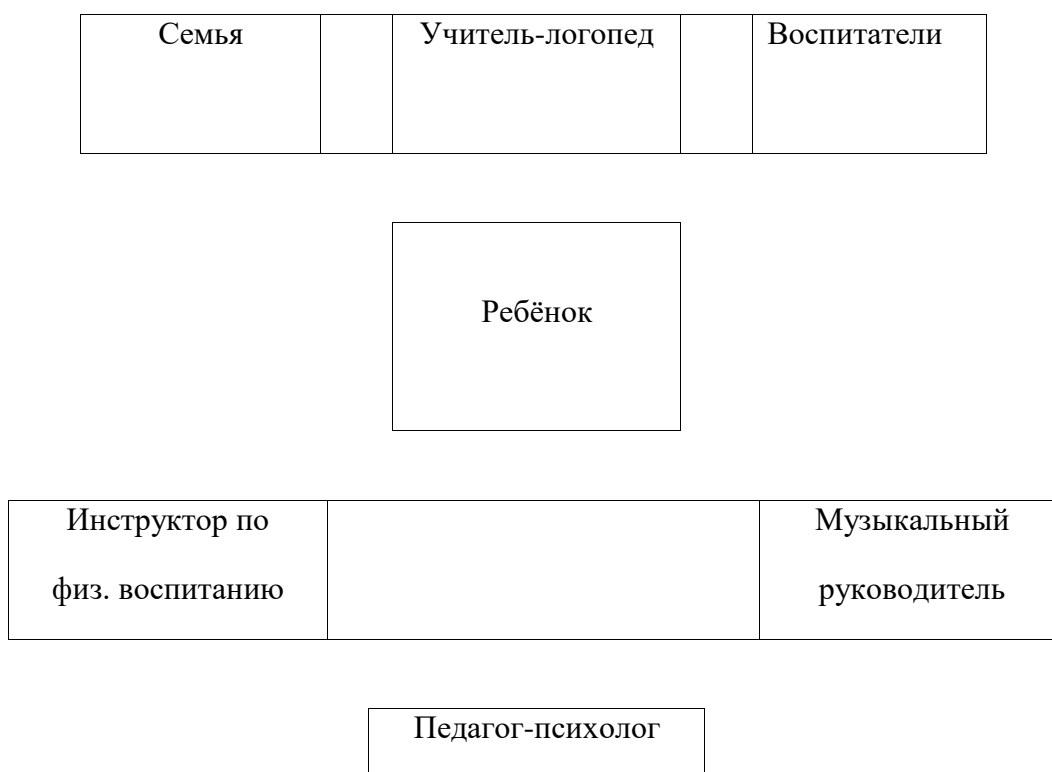 Семья
Учитель-логопед
Воспитатели
Ребёнок
Инструктор по
физ. воспитанию
Музыкальный
руководитель
Педагог-психолог